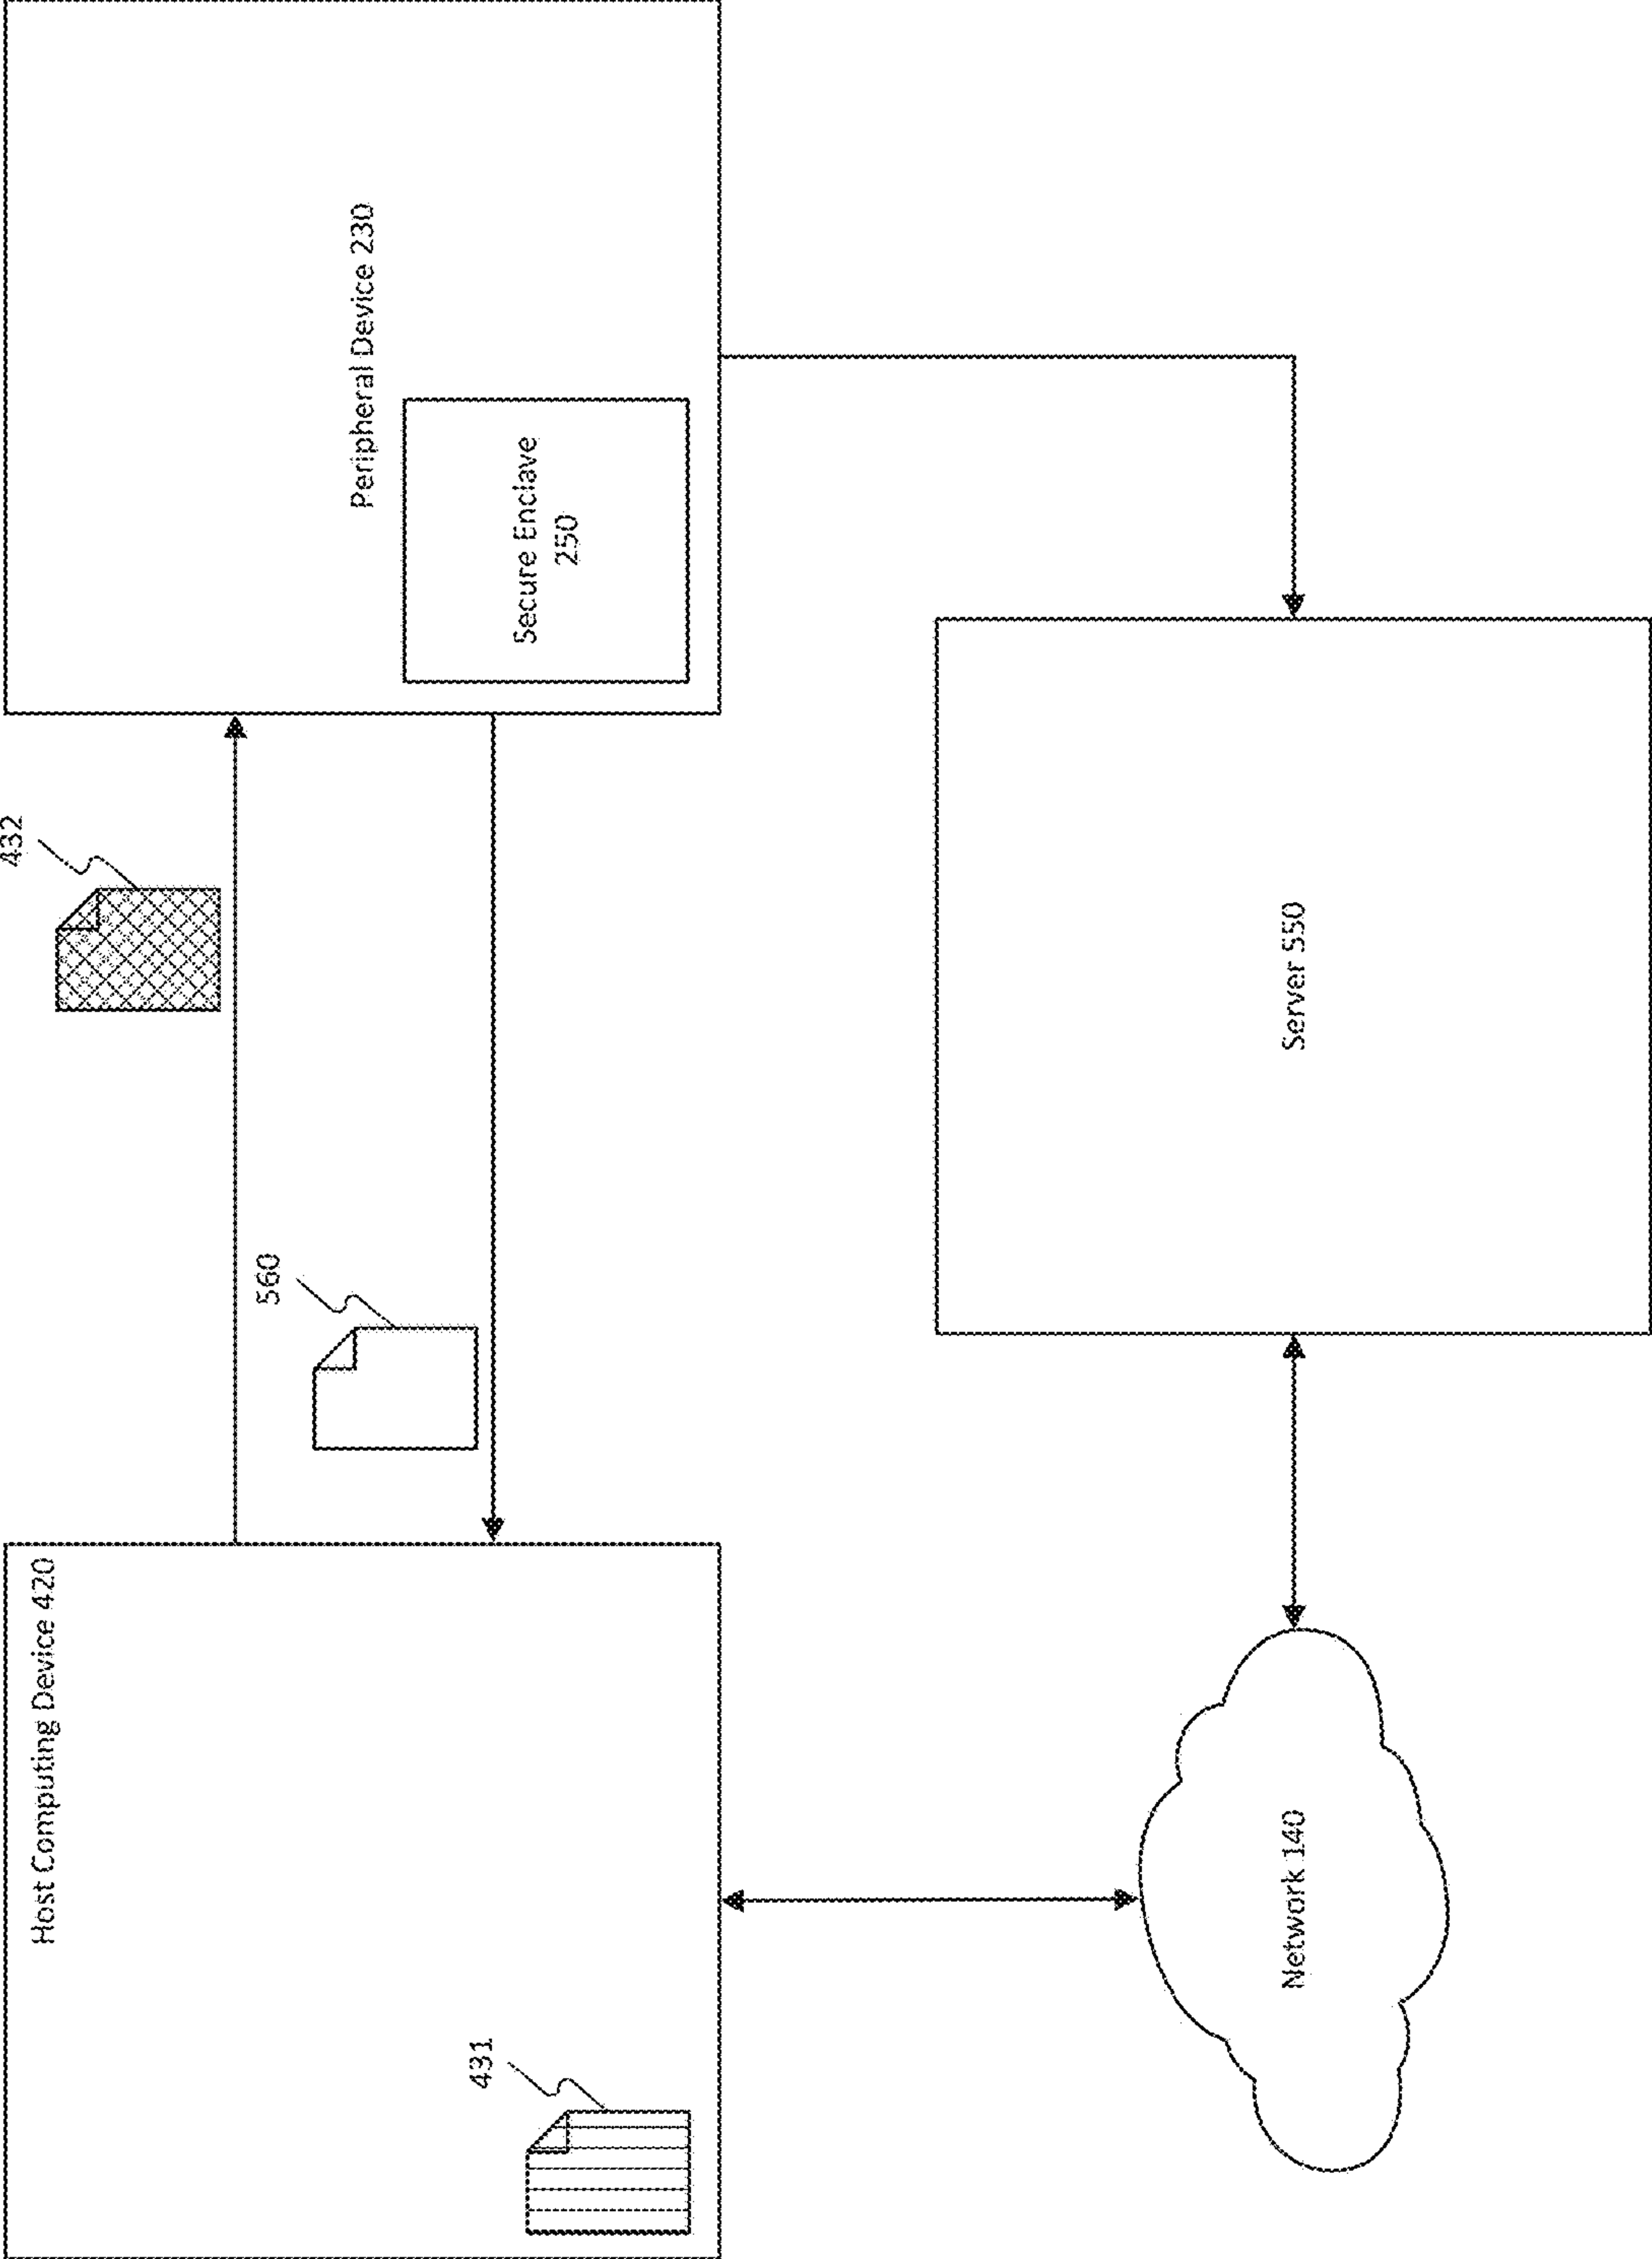 432
Host Computing Device 420
560
Peripheral Device 230
431
Secure Enclave
250
Network 140
Server 550